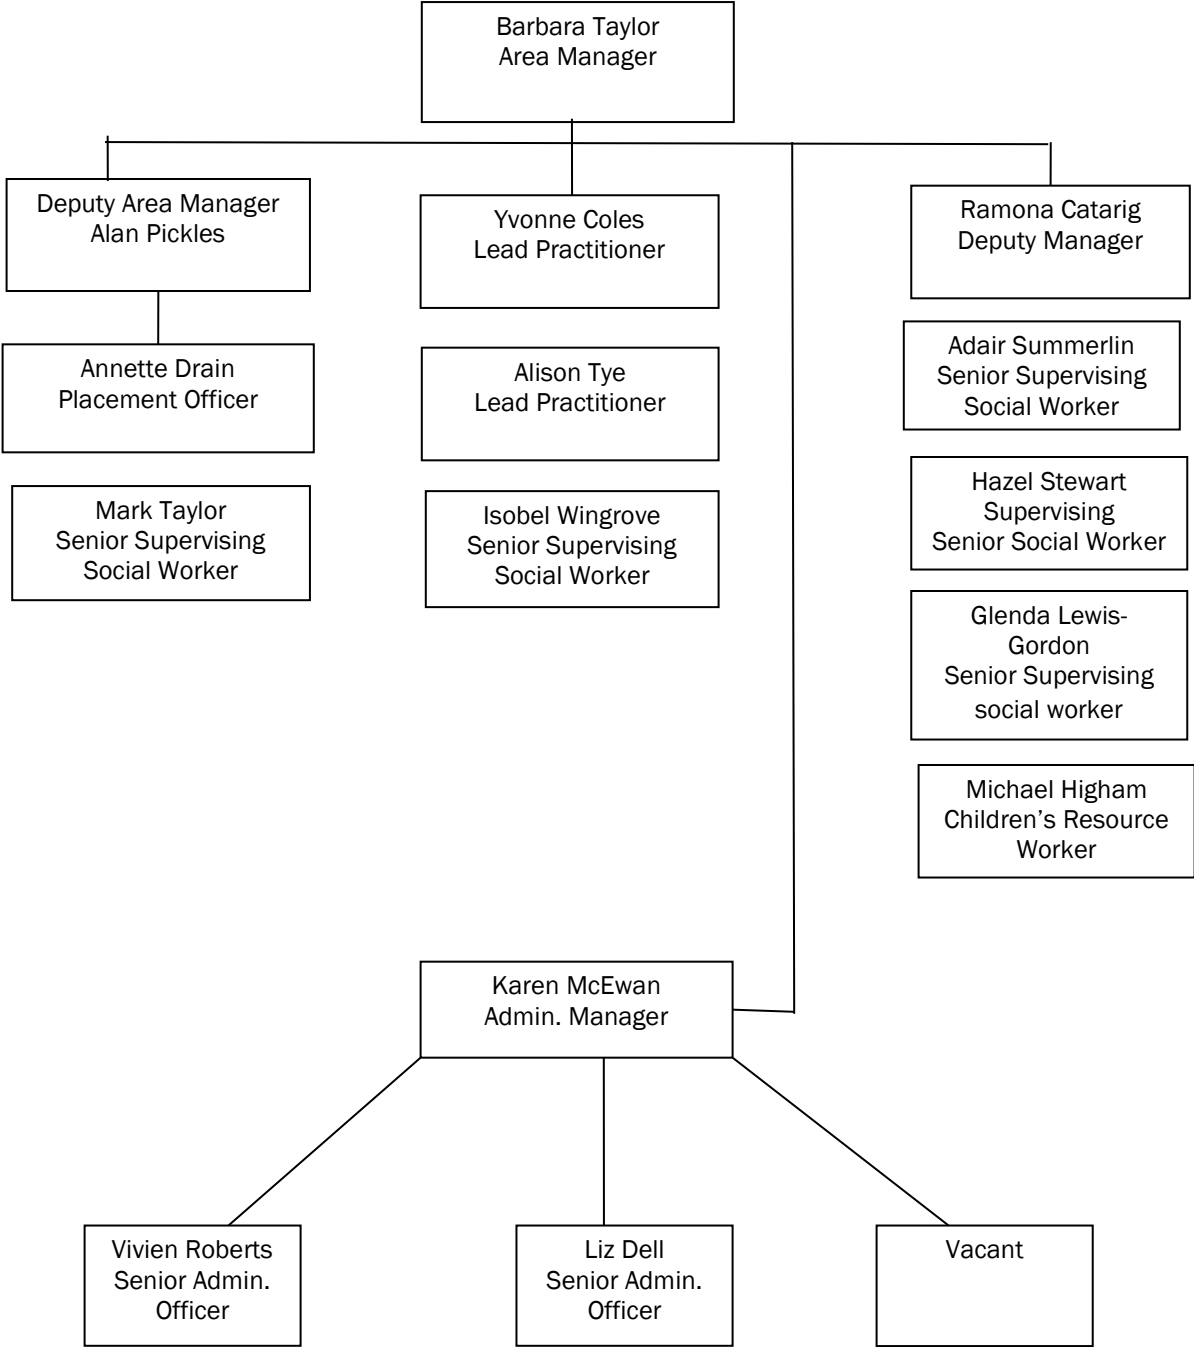 Barbara Taylor
Area Manager
Deputy Area Manager
Alan Pickles
Yvonne Coles
Lead Practitioner
Ramona Catarig
Deputy Manager
Annette Drain
Placement Officer
Alison Tye
Lead Practitioner
Adair Summerlin
Senior Supervising
Social Worker
Mark Taylor
Senior Supervising
Social Worker
Isobel Wingrove
Senior Supervising
Social Worker
Hazel Stewart
Supervising
Senior Social Worker
Glenda Lewis-
Gordon
Senior Supervising
social worker
Michael Higham
Children’s Resource
Worker
Karen McEwan
Admin. Manager
Vivien Roberts
Senior Admin.
Officer
Liz Dell
Senior Admin.
Officer
Vacant